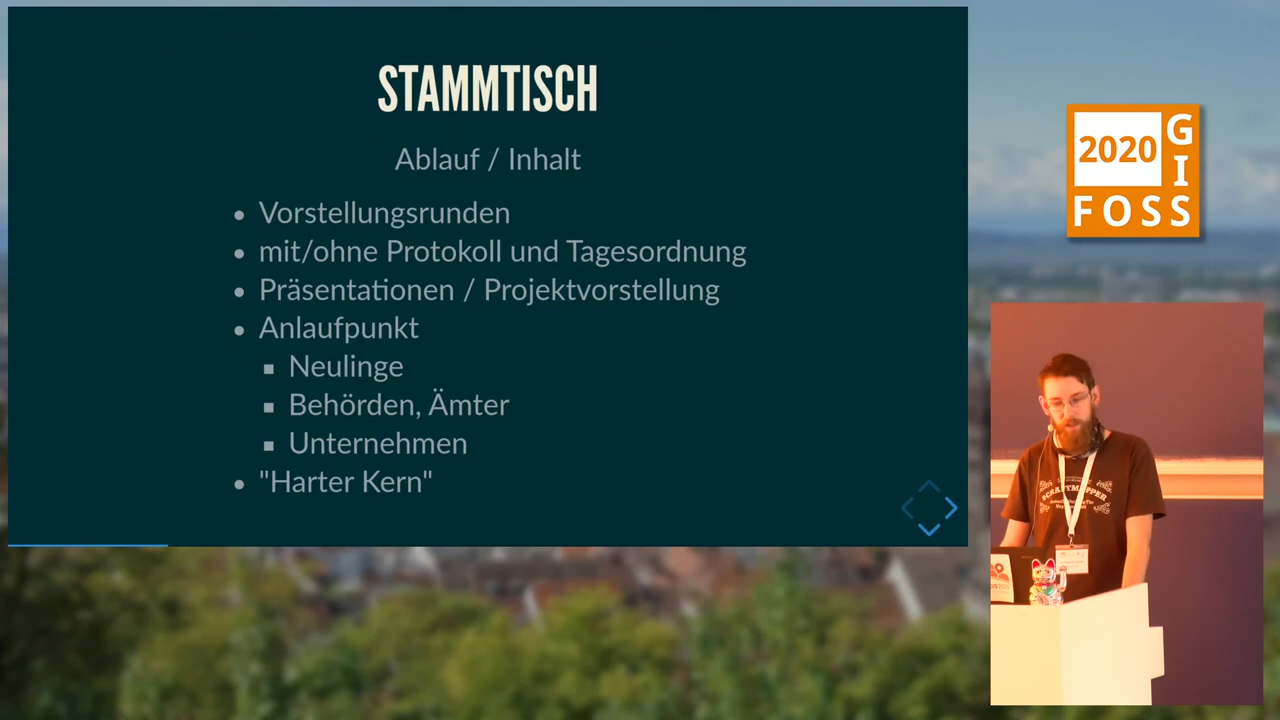 STAMMTISCH
Ablauf / Inhalt
Vorstellungsrunden
mit/ohne Protokoll und Tagesordnung
Präsentationen / Projektvorstellung
Anlaufpunkt
Neulinge
Behörden, Ämter
Unternehmen
"Harter Kern"
2020
GI
FOSS
CRAFTMAPPER